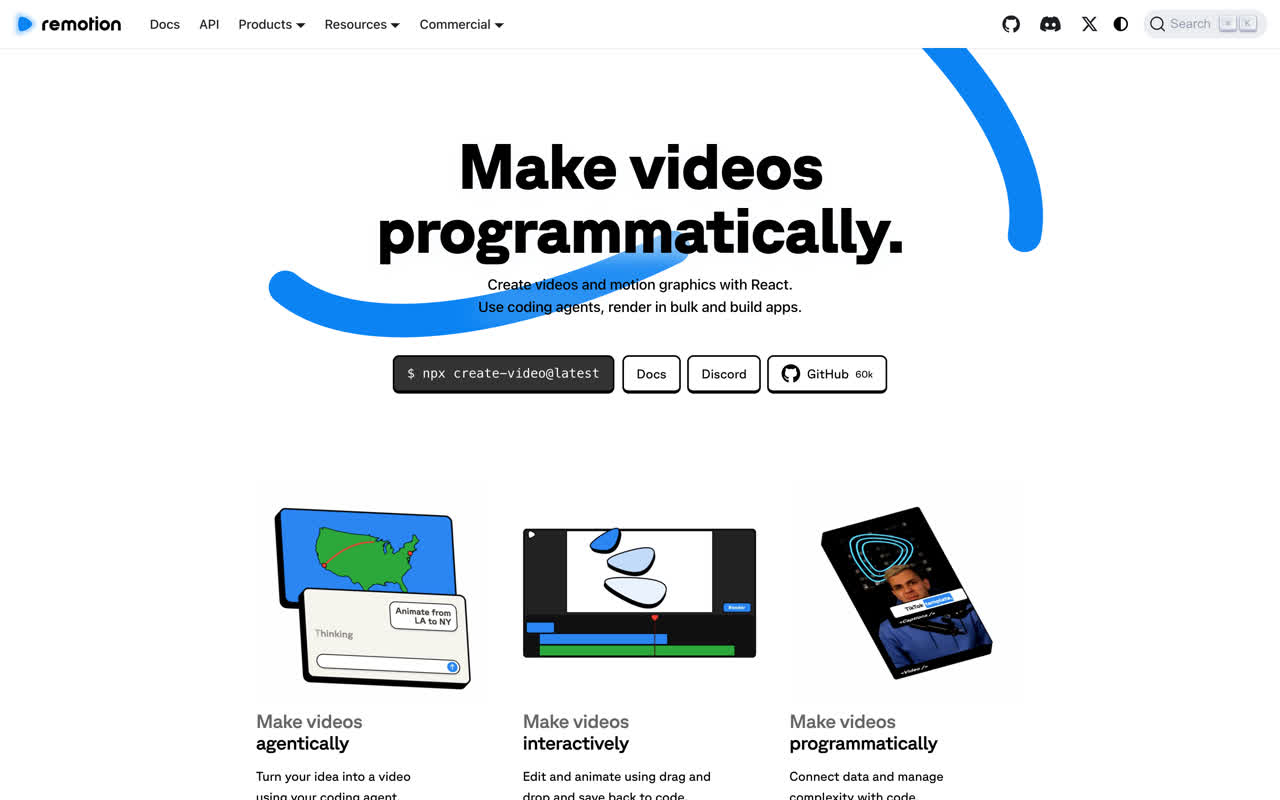 remotion
Docs
API
Products
Resources
Commercial
Search
K
Make videos
programmatically.
Create videos and motion graphics with React.
Use coding agents, render in bulk and build apps.
$ npx create-video@latest
Docs
Discord
GitHub 60k
Animate from
LA to NY
Thinking
Render
TikTok template
<Captions />
<Video />
Make videos
agentically
Turn your idea into a video
using your coding agent.
Make videos
interactively
Edit and animate using drag and
drop and save back to code.
Make videos
programmatically
Connect data and manage
complexity with code.